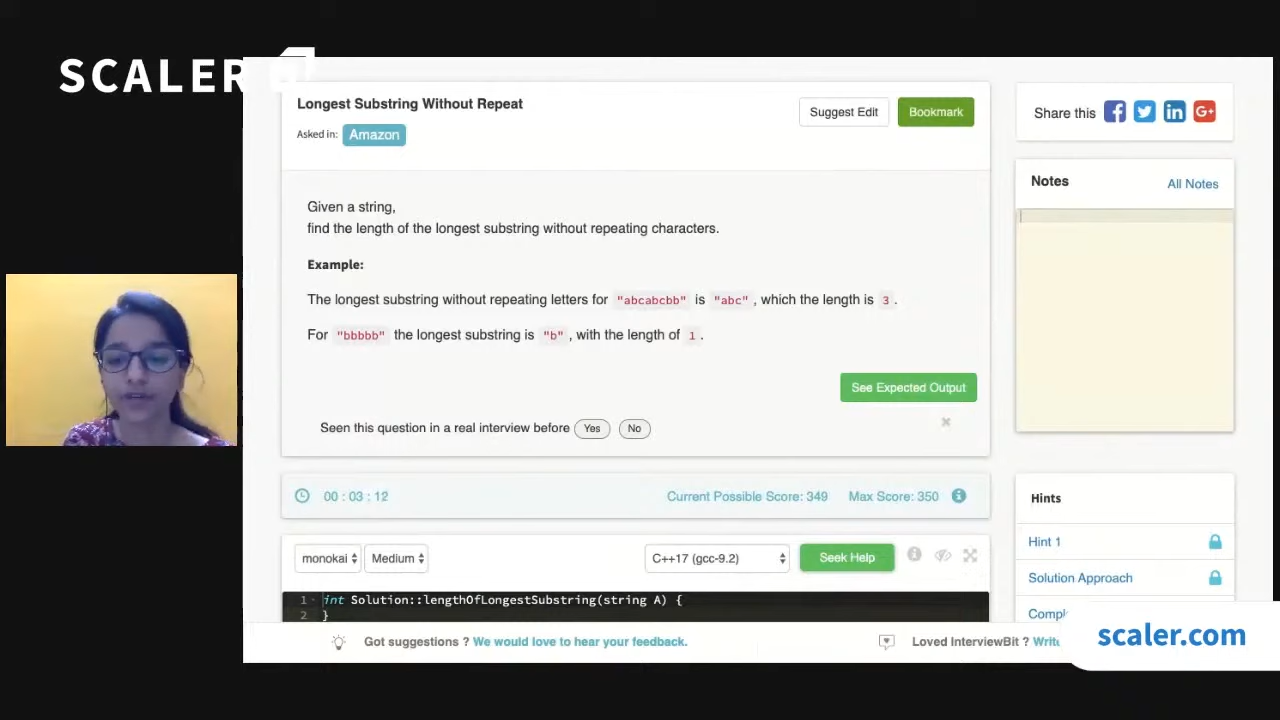 SCALER
Longest Substring Without Repeat
Asked in: Amazon
Suggest Edit
Bookmark
Given a string,
find the length of the longest substring without repeating characters.
Example:
The longest substring without repeating letters for "abcabcbb" is "abc", which the length is 3.
For "bbbbb" the longest substring is "b", with the length of 1.
See Expected Output
Seen this question in a real interview before Yes No
00 : 03 : 12
Current Possible Score: 349 Max Score: 350
monokai Medium C++17 (gcc-9.2) Seek Help
1 int Solution::lengthOfLongestSubstring(string A) {
2 }
Got suggestions ? We would love to hear your feedback.
Loved InterviewBit ? Write
Share this
Notes All Notes
Hints
Hint 1
Solution Approach
scaler.com